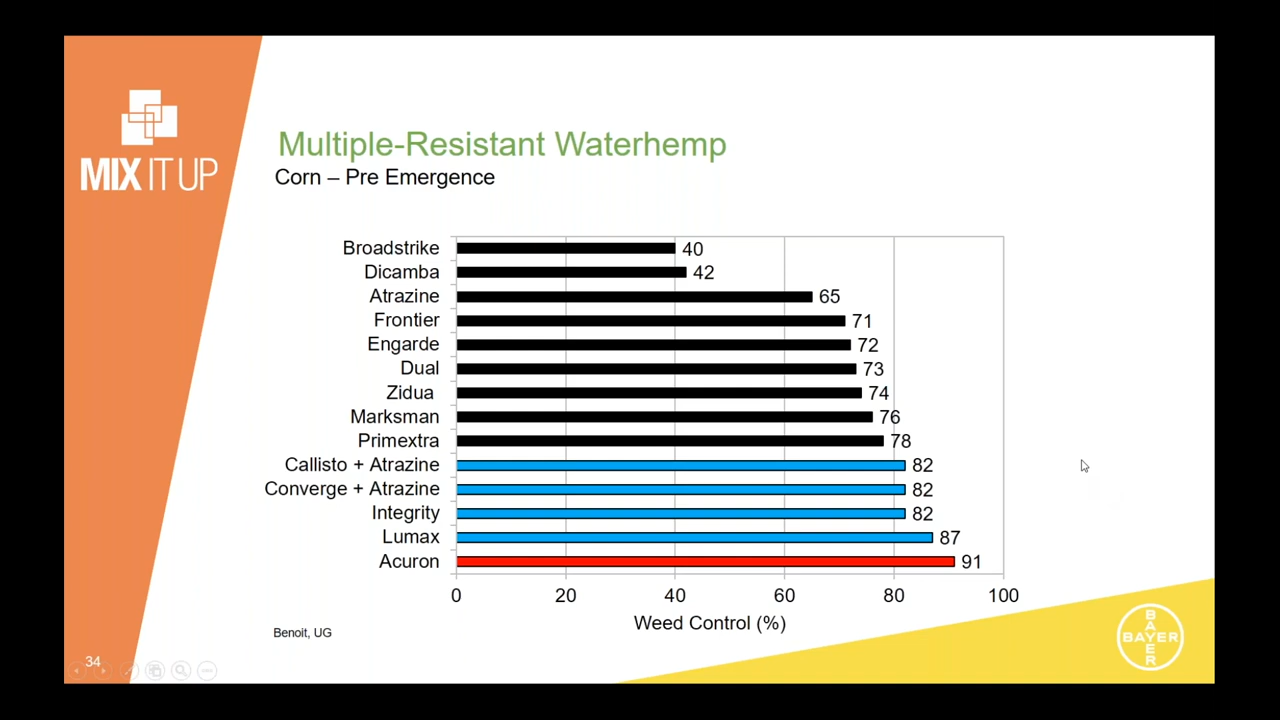 MIX IT UP
Multiple-Resistant Waterhemp
Corn – Pre Emergence
Broadstrike 40
Dicamba 42
Atrazine 65
Frontier 71
Engarde 72
Dual 73
Zidua 74
Marksman 76
Primextra 78
Callisto + Atrazine 82
Converge + Atrazine 82
Integrity 82
Lumax 87
Acuron 91
0 20 40 60 80 100
Weed Control (%)
Benoit, UG
34
BAYER
BAYER